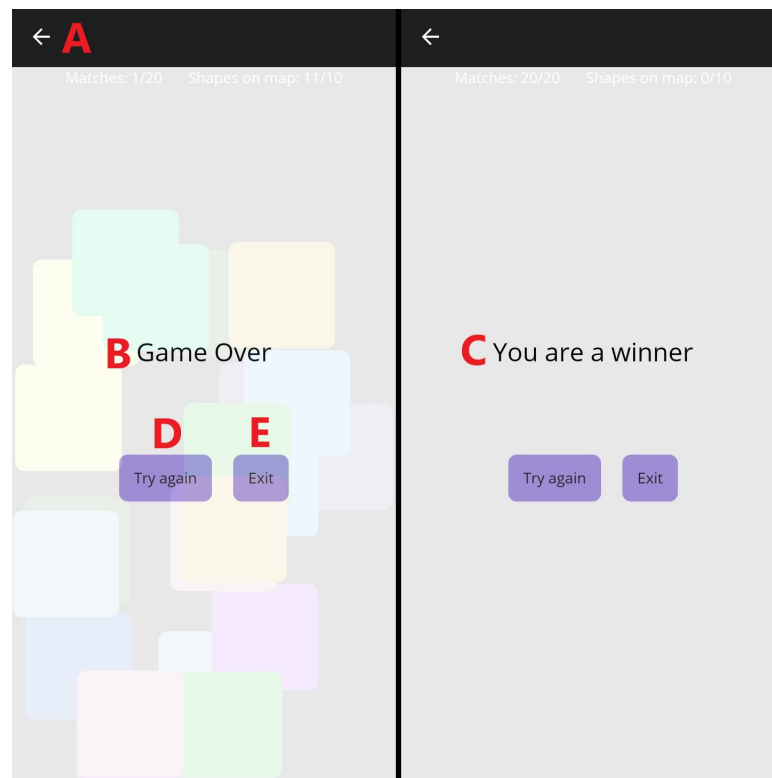 A
Matches: 1/20 Shapes on map: 11/10
B Game Over
D E
Try again Exit
Matches: 20/20 Shapes on map: 0/10
C You are a winner
Try again Exit